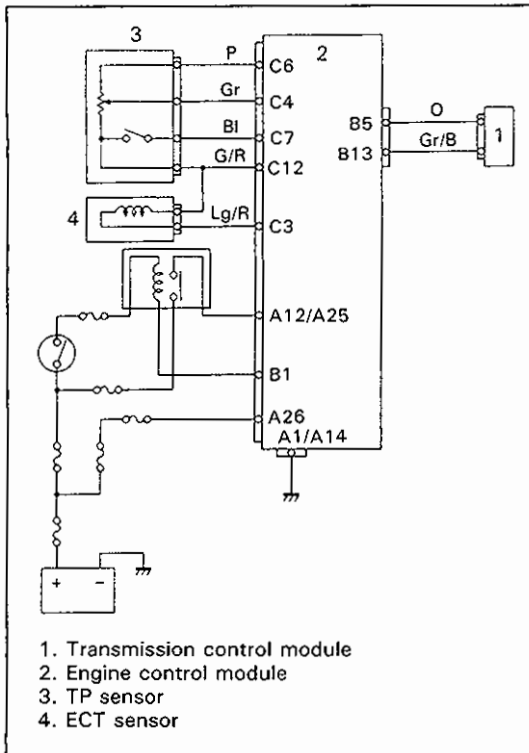 3
2
P
C6
Gr
C4
Bl
C7
G/R
C12
4
Lg/R
C3
B5
O
B13
Gr/B
1
A12/A25
B1
A26
A1/A14
+ −
1. Transmission control module
2. Engine control module
3. TP sensor
4. ECT sensor